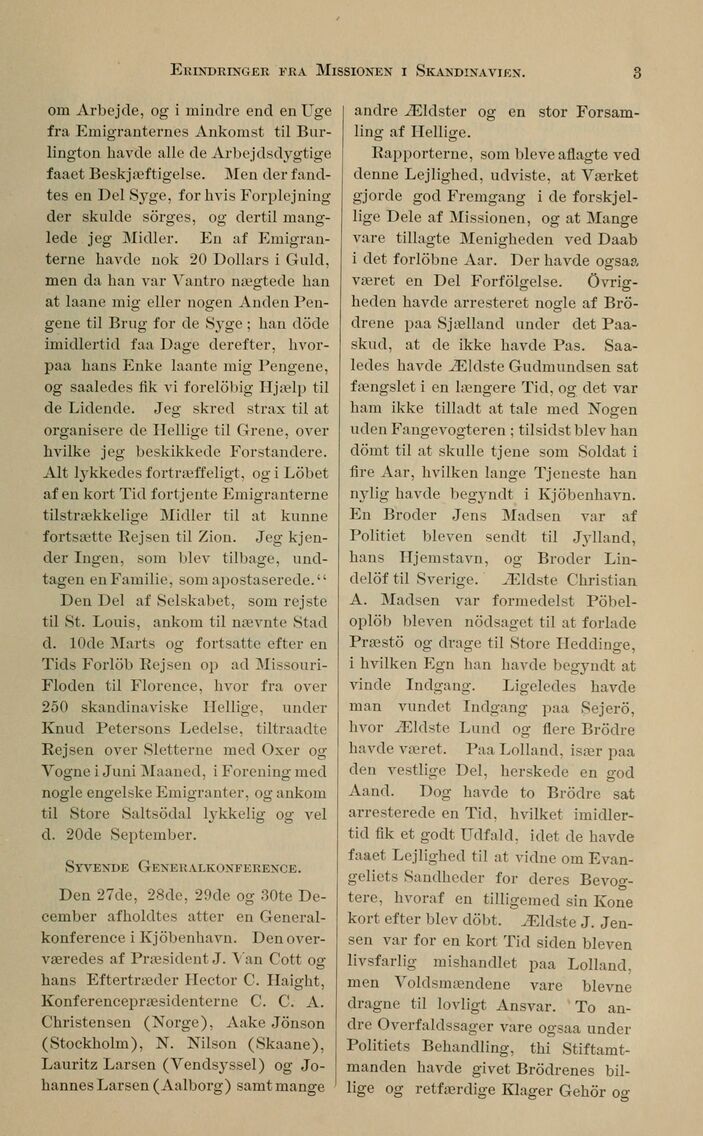 Erindringer fra Missionen i Skandinavien. 3
om Arbejde, og i mindre end en Uge
fra Emigranternes Ankomst til Bur-
lington havde alle de Arbejdsdygtige
faaet Beskjæftigelse. Men der fand-
tes en Del Syge, for hvis Forplejning
der skulde sörges, og dertil mang-
lede jeg Midler. En af Emigran-
terne havde nok 20 Dollars i Guld,
men da han var Vantro nægtede han
at laane mig eller nogen Anden Pen-
gene til Brug for de Syge; han döde
imidlertid faa Dage derefter, hvor-
paa hans Enke laante mig Pengene,
og saaledes fik vi forelöbig Hjælp til
de Lidende. Jeg skred strax til at
organisere de Hellige til Grene, over
hvilke jeg beskikkede Forstandere.
Alt lykkedes fortræffeligt, og i Löbet
af en kort Tid fortjente Emigranterne
tilstrækkelige Midler til at kunne
fortsætte Rejsen til Zion. Jeg kjen-
der Ingen, som blev tilbage, und-
tagen en Familie, som apostaserede.“
Den Del af Selskabet, som rejste
til St. Louis, ankom til nævnte Stad
d. 10de Marts og fortsatte efter en
Tids Forlöb Rejsen op ad Missouri-
Floden til Florence, hvor fra over
250 skandinaviske Hellige, under
Knud Petersons Ledelse, tiltraadte
Rejsen over Sletterne med Oxer og
Vogne i Juni Maaned, i Forening med
nogle engelske Emigranter, og ankom
til Store Saltsödal lykkelig og vel
d. 20de September.
Syvende Generalkonference.
Den 27de, 28de, 29de og 30te De-
cember afholdtes atter en General-
konference i Kjöbenhavn. Den over-
væredes af Præsident J. Van Cott og
hans Eftertræder Hector C. Haight,
Konferencepræsidenterne C. C. A.
Christensen (Norge), Aake Jönson
(Stockholm), N. Nilson (Skaane),
Lauritz Larsen (Vendsyssel) og Jo-
hannes Larsen (Aalborg) samt mange
andre Ældster og en stor Forsam-
ling af Hellige.
Rapporterne, som bleve aflagte ved
denne Lejlighed, udviste, at Værket
gjorde god Fremgang i de forskjel-
lige Dele af Missionen, og at Mange
vare tillagte Menigheden ved Daab
i det forlöbne Aar. Der havde ogsaa
været en Del Forfölgelse. Övrig-
heden havde arresteret nogle af Brö-
drene paa Sjælland under det Paa-
skud, at de ikke havde Pas. Saa-
ledes havde Ældste Gudmundsen sat
fængslet i en længere Tid, og det var
ham ikke tilladt at tale med Nogen
uden Fangevogteren; tilsidst blev han
dömt til at skulle tjene som Soldat i
fire Aar, hvilken lange Tjeneste han
nylig havde begyndt i Kjöbenhavn.
En Broder Jens Madsen var af
Politiet bleven sendt til Jylland,
hans Hjemstavn, og Broder Lin-
delöf til Sverige. Ældste Christian
A. Madsen var formedelst Pöbel-
oplöb bleven nödsaget til at forlade
Præstö og drage til Store Heddinge,
i hvilken Egn han havde begyndt at
vinde Indgang. Ligeledes havde
man vundet Indgang paa Sejerö,
hvor Ældste Lund og flere Brödre
havde været. Paa Lolland, især paa
den vestlige Del, herskede en god
Aand. Dog havde to Brödre sat
arresterede en Tid, hvilket imidler-
tid fik et godt Udfald, idet de havde
faaet Lejlighed til at vidne om Evan-
geliets Sandheder for deres Bevog-
tere, hvoraf en tilligemed sin Kone
kort efter blev döbt. Ældste J. Jen-
sen var for en kort Tid siden bleven
livsfarlig mishandlet paa Lolland,
men Voldsmændene vare blevne
dragne til lovligt Ansvar. To an-
dre Overfaldssager vare ogsaa under
Politiets Behandling, thi Stiftamt-
manden havde givet Brödrenes bil-
lige og retfærdige Klager Gehör og